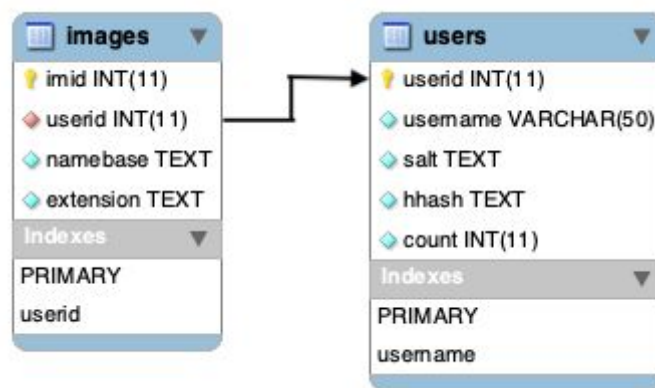 images
imid INT(11)
userid INT(11)
namebase TEXT
extension TEXT
Indexes
PRIMARY
userid
users
userid INT(11)
username VARCHAR(50)
salt TEXT
hhash TEXT
count INT(11)
Indexes
PRIMARY
username